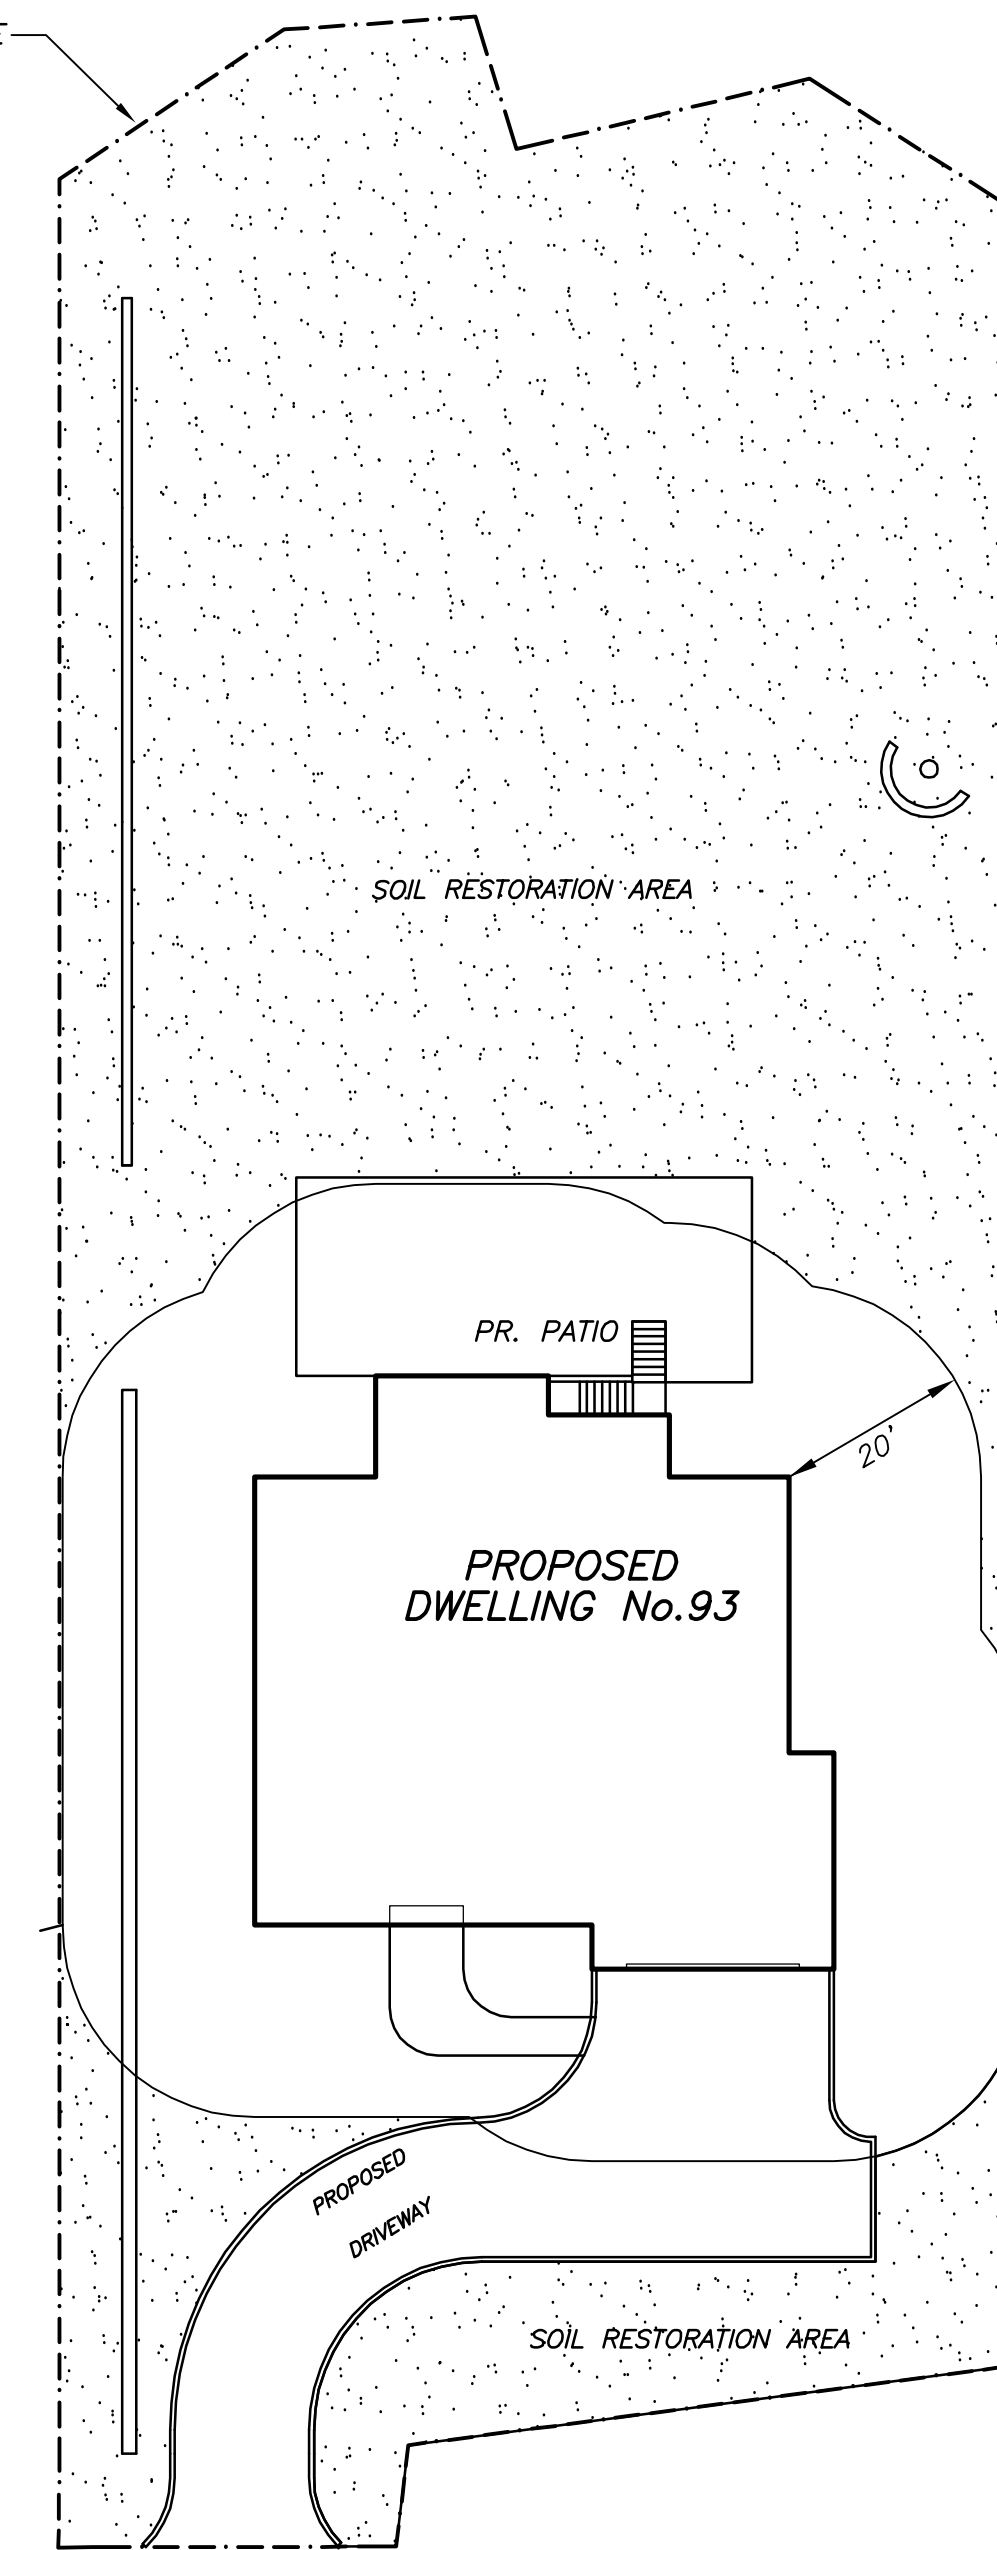 SOIL RESTORATION AREA
PR. PATIO
20'
PROPOSED
DWELLING No.93
PROPOSED
DRIVEWAY
SOIL RESTORATION AREA